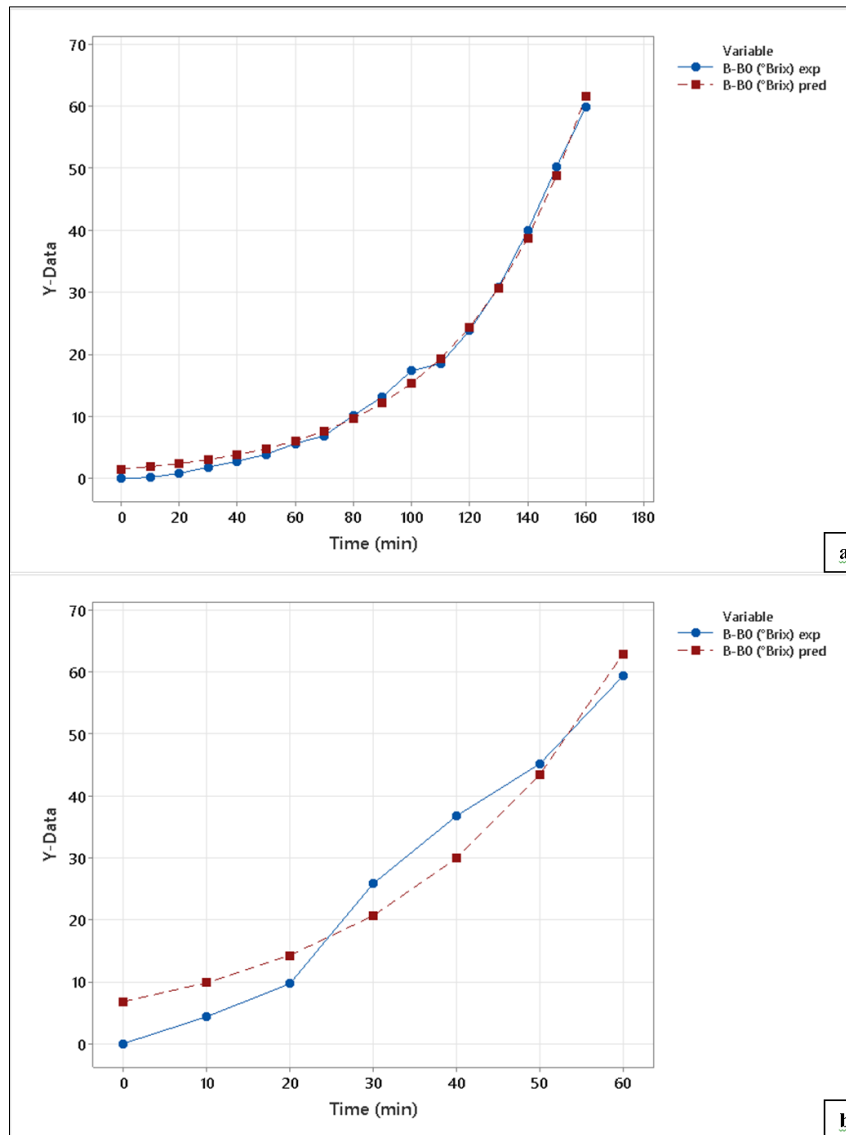 Variable
B-B0 (°Brix) exp
B-B0 (°Brix) pred
70
60
50
40
30
20
10
0
Y-Data
0 20 40 60 80 100 120 140 160 180
Time (min)
a
Variable
B-B0 (°Brix) exp
B-B0 (°Brix) pred
70
60
50
40
30
20
10
0
Y-Data
0 10 20 30 40 50 60
Time (min)
b